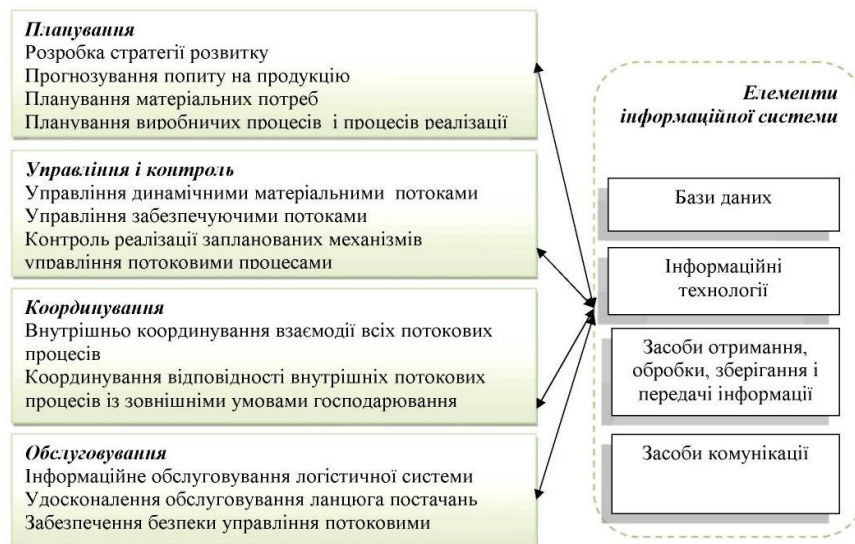 Планування
Розробка стратегії розвитку
Прогнозування попиту на продукцію
Планування матеріальних потреб
Планування виробничих процесів і процесів реалізації
Управління і контроль
Управління динамічними матеріальними потоками
Управління забезпечуючими потоками
Контроль реалізації запланованих механізмів
управління потоковими процесами
Координування
Внутрішньо координування взаємодії всіх потокових
процесів
Координування відповідності внутрішніх потокових
процесів із зовнішніми умовами господарювання
Обслуговування
Інформаційне обслуговування логістичної системи
Удосконалення обслуговування ланцюга постачань
Забезпечення безпеки управління потоковими
Елементи
інформаційної системи
Бази даних
Інформаційні
технології
Засоби отримання,
обробки, зберігання і
передачі інформації
Засоби комунікації